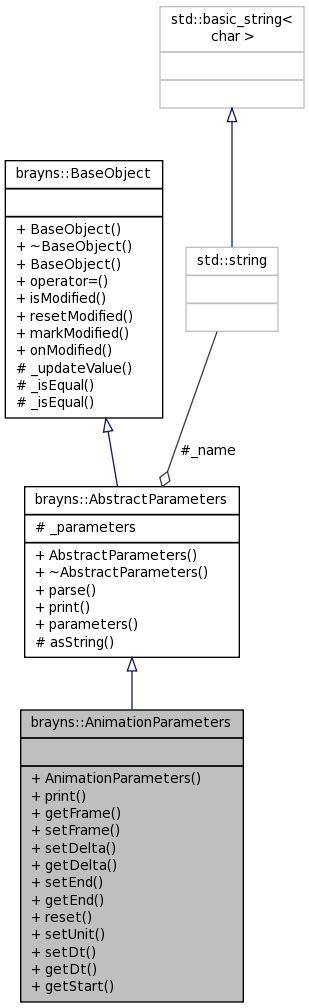 std::basic_string<
char >
brayns::BaseObject
+ BaseObject()
+ ~BaseObject()
+ BaseObject()
+ operator=()
+ isModified()
+ resetModified()
+ markModified()
+ onModified()
# _updateValue()
# _isEqual()
# _isEqual()
std::string
#_name
brayns::AbstractParameters
# _parameters
+ AbstractParameters()
+ ~AbstractParameters()
+ parse()
+ print()
+ parameters()
# asString()
brayns::AnimationParameters
+ AnimationParameters()
+ print()
+ getFrame()
+ setFrame()
+ setDelta()
+ getDelta()
+ setEnd()
+ getEnd()
+ reset()
+ setUnit()
+ setDt()
+ getDt()
+ getStart()